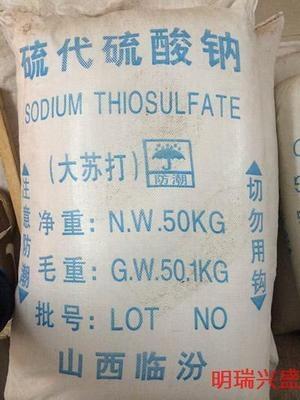 硫代硫酸钠
SODIUM THIOSULFATE
(大苏打)
防潮
注意防潮
切勿用钩
净重: N.W.50KG
毛重: G.W.50.1KG
批号: LOT NO
山西临汾
明瑞兴盛